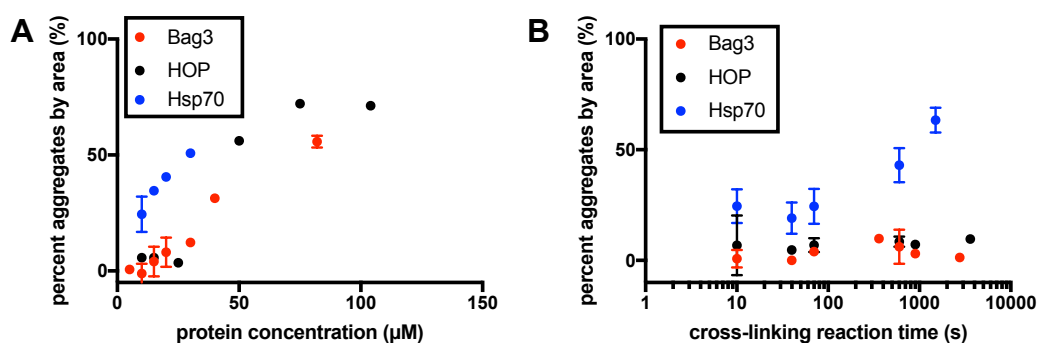 A
Bag3
HOP
Hsp70
percent aggregates by area (%)
100
50
0
0
50
100
150
protein concentration (µM)
B
Bag3
HOP
Hsp70
percent aggregates by area (%)
100
50
0
1
10
100
1000
10000
cross-linking reaction time (s)